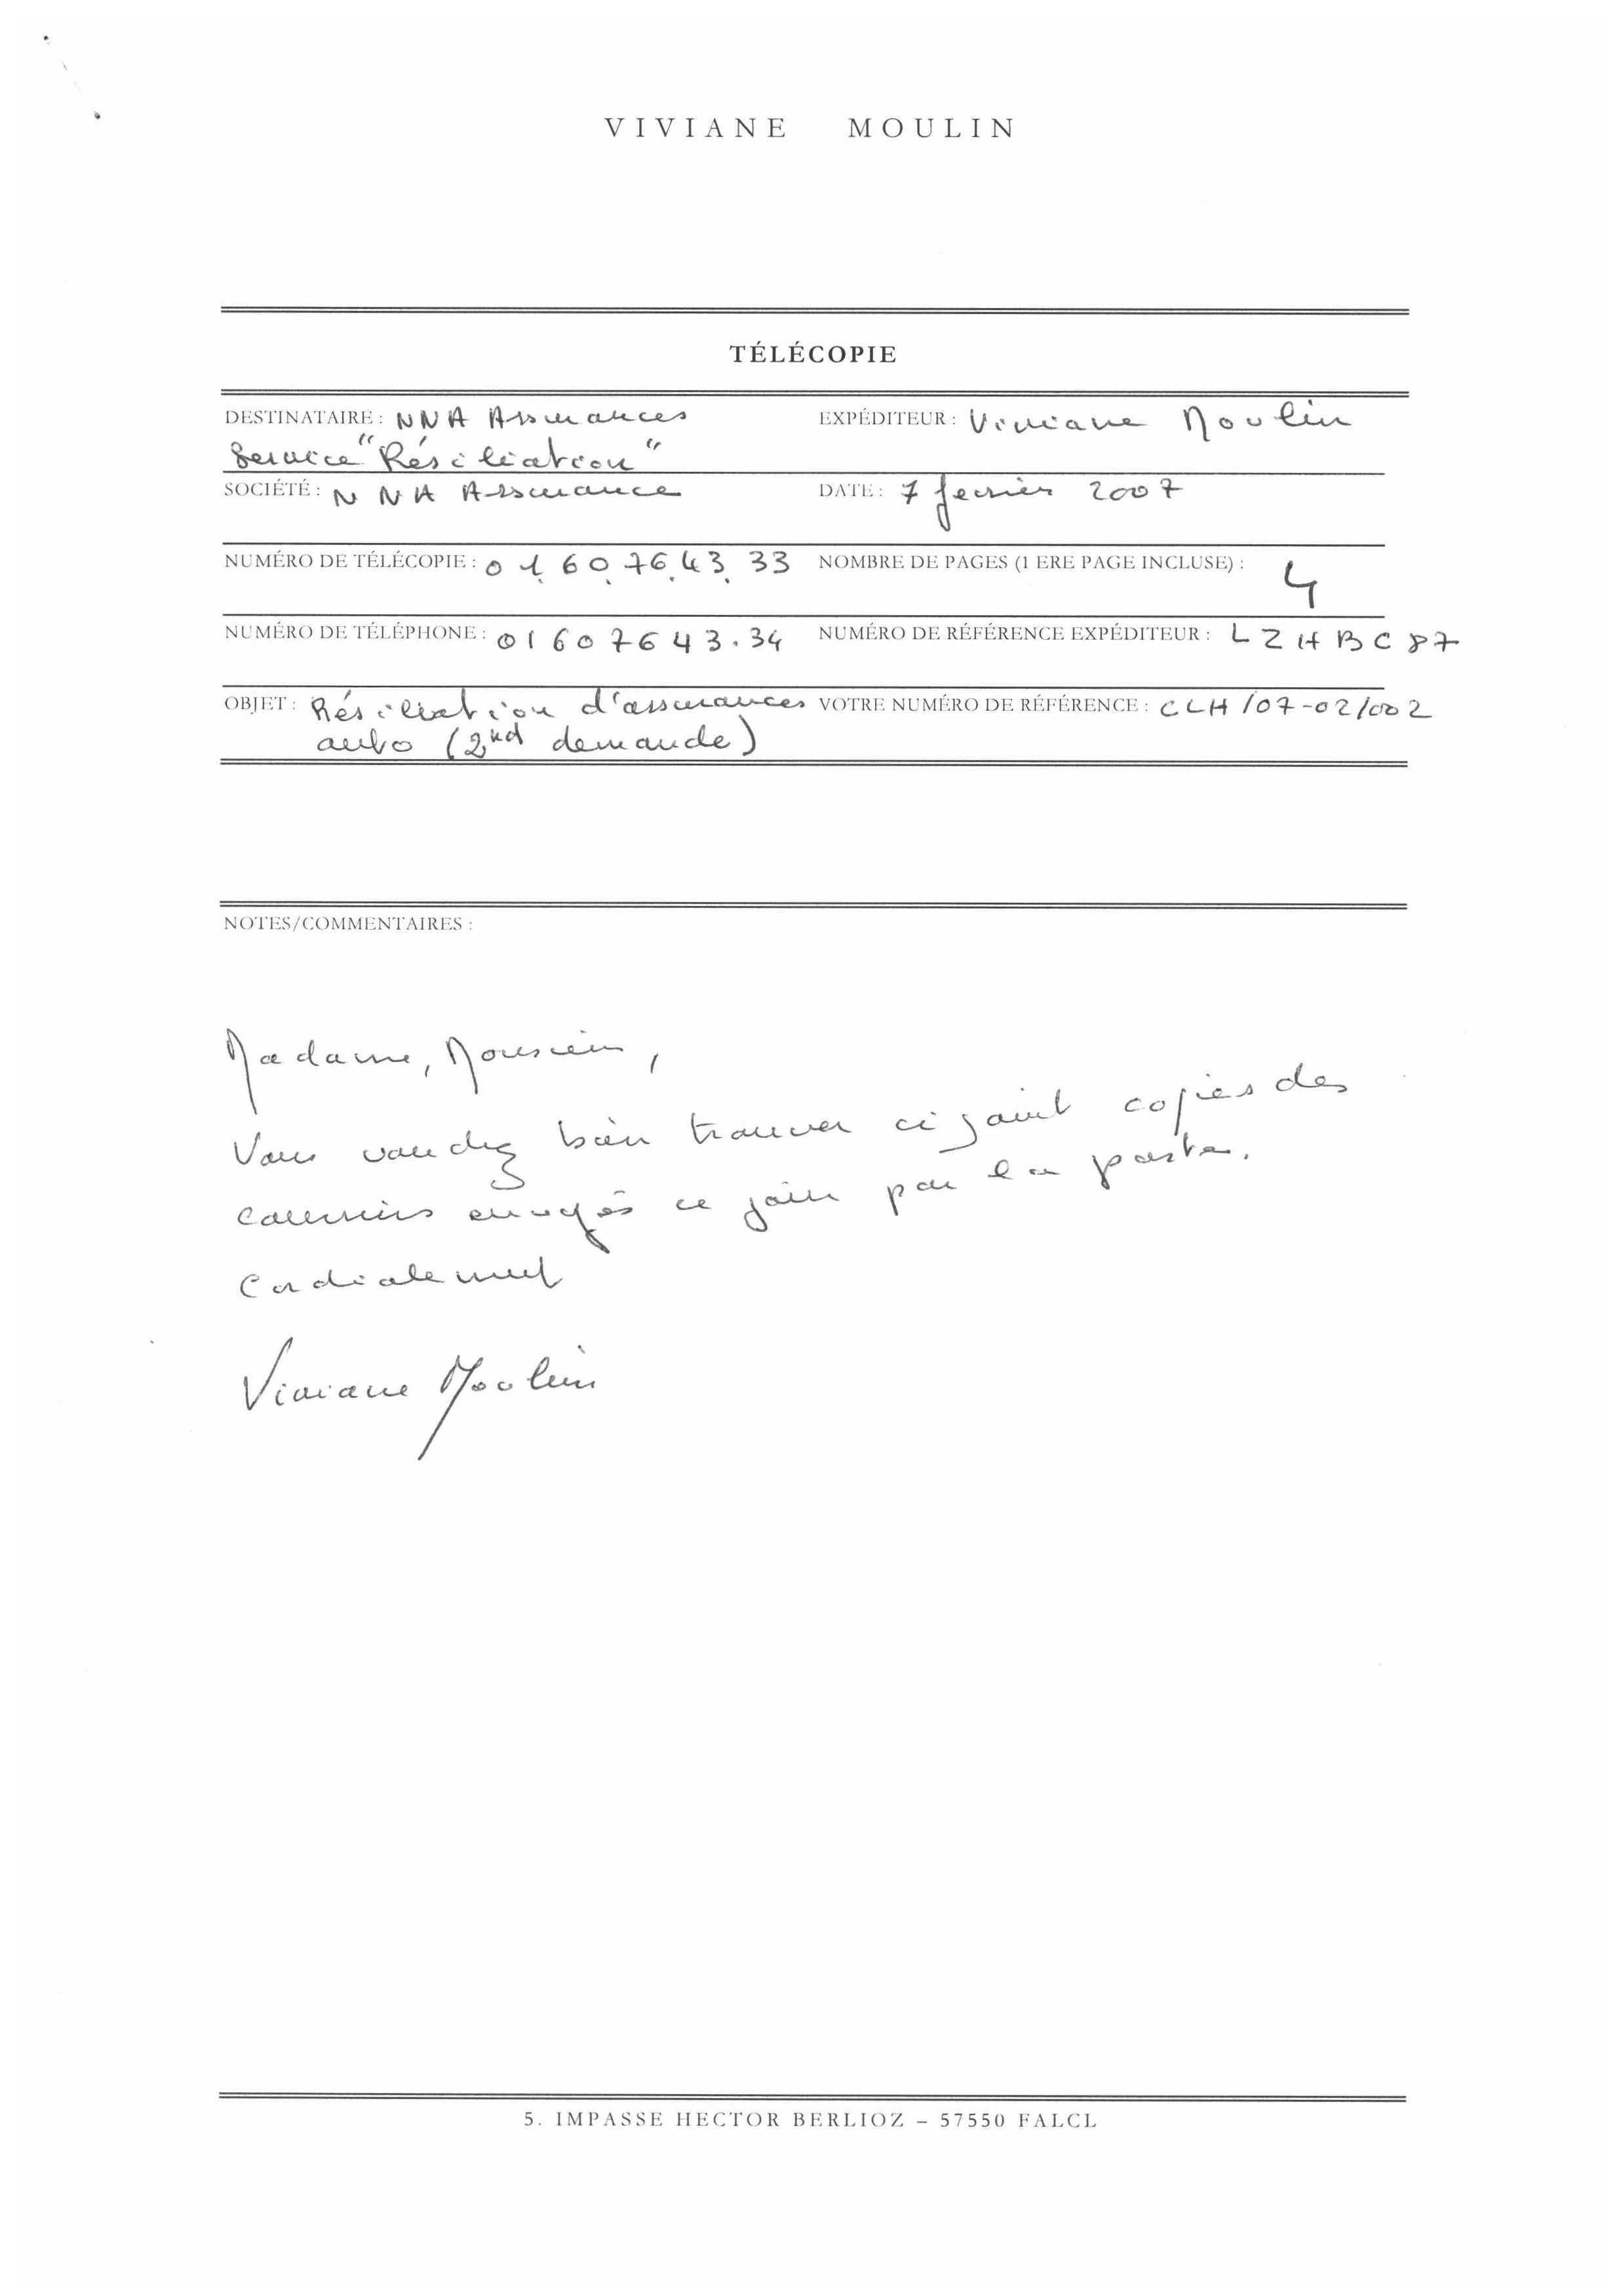 VIVIANE MOULIN
TÉLÉCOPIE
DESTINATAIRE : NNA Assurances
Service "Résiliation"
EXPÉDITEUR : Viviane Moulin
SOCIÉTÉ : NNA Assurance
DATE : 7 fevrier 2007
NUMÉRO DE TÉLÉCOPIE : 01.60.76.43.33
NOMBRE DE PAGES (1 ERE PAGE INCLUSE) : 4
NUMÉRO DE TÉLÉPHONE : 01607643.34
NUMÉRO DE RÉFÉRENCE EXPÉDITEUR : LZHBC87
OBJET : Résiliation d'assurances
auto (2nd demande)
VOTRE NUMÉRO DE RÉFÉRENCE : CLH/07-02/002
NOTES/COMMENTAIRES :
Madame, Monsieur,
Vous voudrez bien trouver ci joint copies des
courriers envoyés ce jour par la poste.
Cordialement
Viviane Moulin
5. IMPASSE HECTOR BERLIOZ – 57550 FALCL